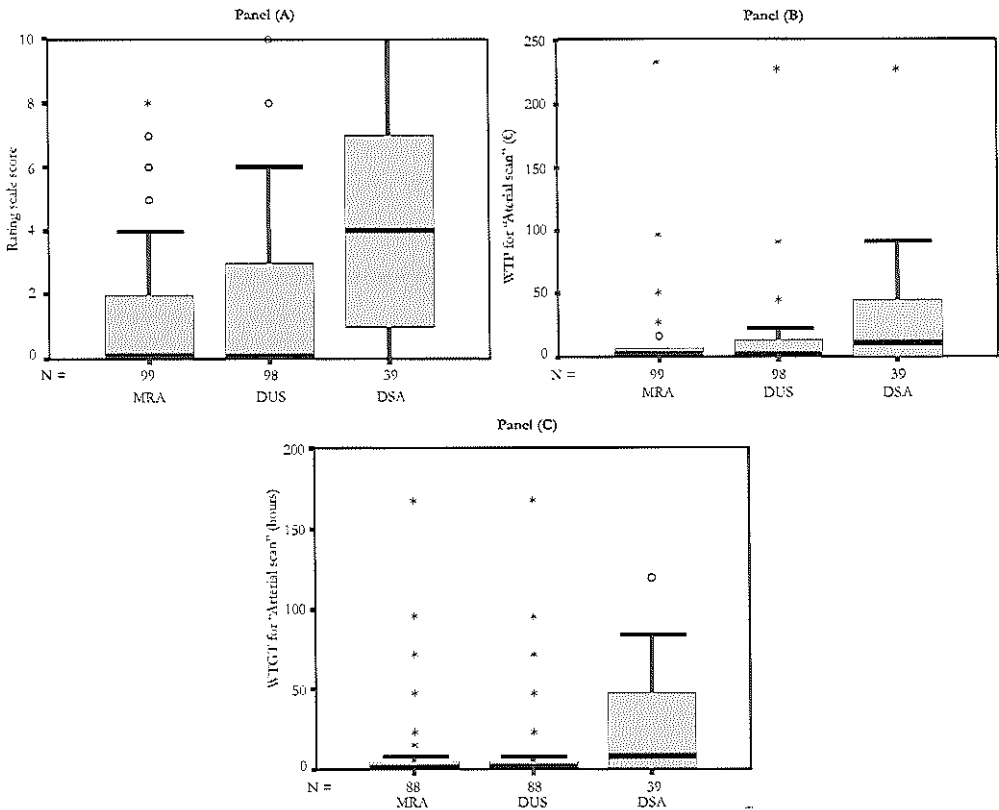 Panel (A)
Rating scale score
10
8
6
4
2
0
N =
99
98
39
MRA
DUS
DSA
Panel (B)
WTP for "Aterial scan" (€)
250
200
150
100
50
0
N =
99
98
39
MRA
DUS
DSA
Panel (C)
WTGT for "Arterial scan" (hours)
200
150
100
50
0
N =
88
88
39
MRA
DUS
DSA